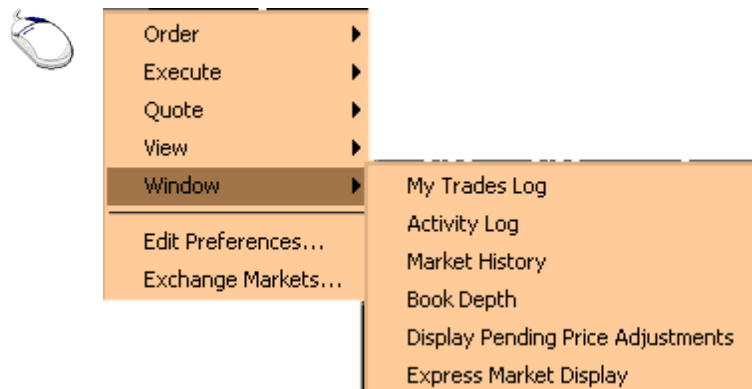 Order
Execute
Quote
View
Window
Edit Preferences...
Exchange Markets...
My Trades Log
Activity Log
Market History
Book Depth
Display Pending Price Adjustments
Express Market Display